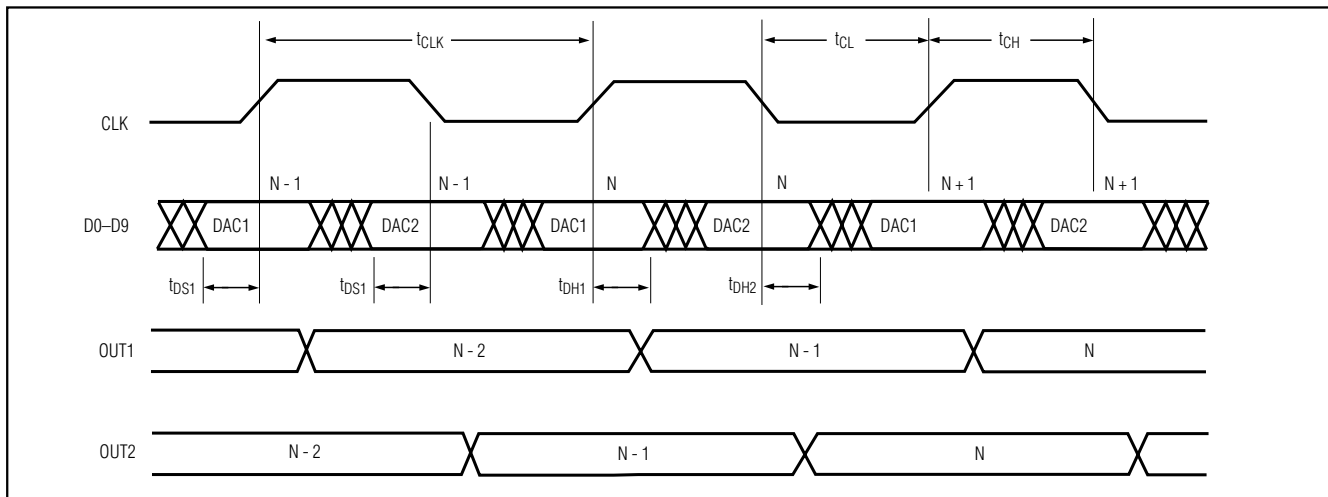 tCLK
tCL
tCH
CLK
N - 1
N - 1
N
N
N + 1
N + 1
D0–D9
DAC1
DAC2
DAC1
DAC2
DAC1
DAC2
tDS1
tDS1
tDH1
tDH2
OUT1
N - 2
N - 1
N
OUT2
N - 2
N - 1
N